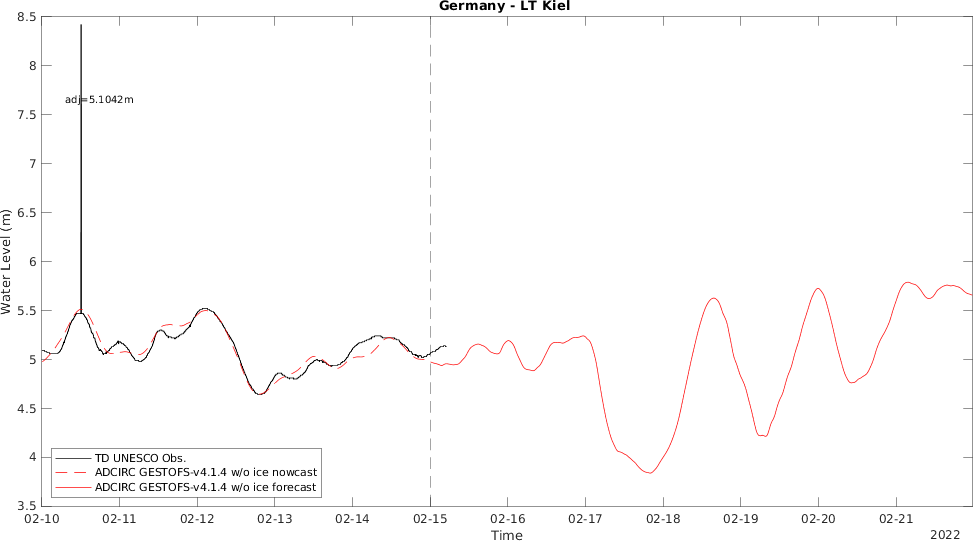 Germany - LT Kiel
8.5
8
7.5
7
6.5
6
5.5
5
4.5
4
3.5
Water Level (m)
adj=5.1042m
TD UNESCO Obs.
ADCIRC GESTOFS-v4.1.4 w/o ice nowcast
ADCIRC GESTOFS-v4.1.4 w/o ice forecast
02-10 02-11 02-12 02-13 02-14 02-15 02-16 02-17 02-18 02-19 02-20 02-21
Time
2022